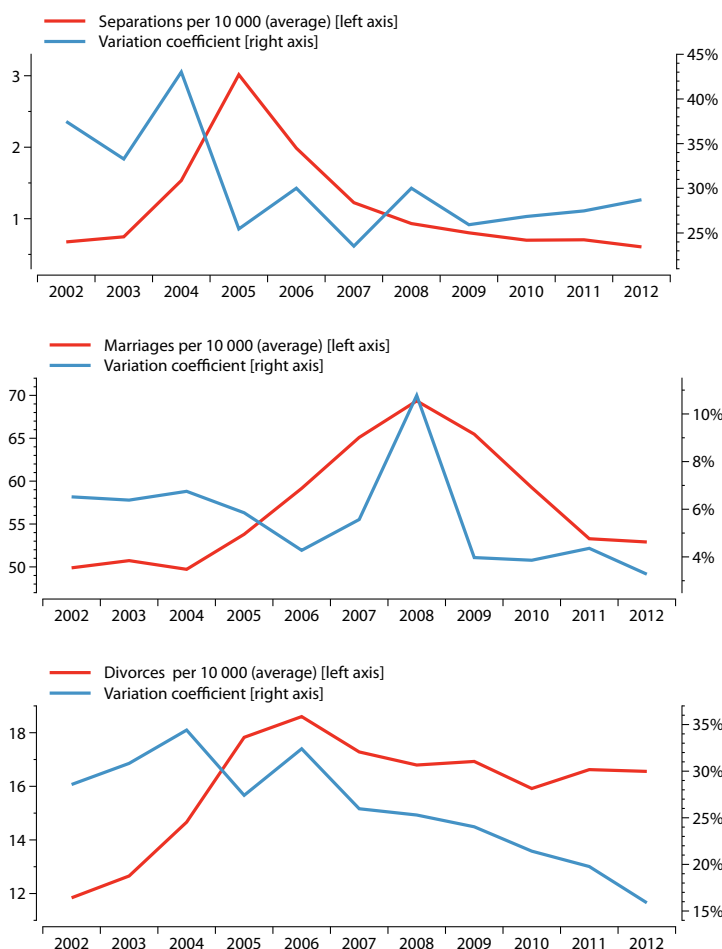 Separations per 10 000 (average) [left axis]
Variation coefficient [right axis]
45%
3
40%
35%
2
30%
1
25%
2002 2003 2004 2005 2006 2007 2008 2009 2010 2011 2012
Marriages per 10 000 (average) [left axis]
Variation coefficient [right axis]
70
10%
65
8%
60
6%
55
4%
50
2002 2003 2004 2005 2006 2007 2008 2009 2010 2011 2012
Divorces per 10 000 (average) [left axis]
Variation coefficient [right axis]
35%
18
30%
16
25%
14
20%
12
15%
2002 2003 2004 2005 2006 2007 2008 2009 2010 2011 2012